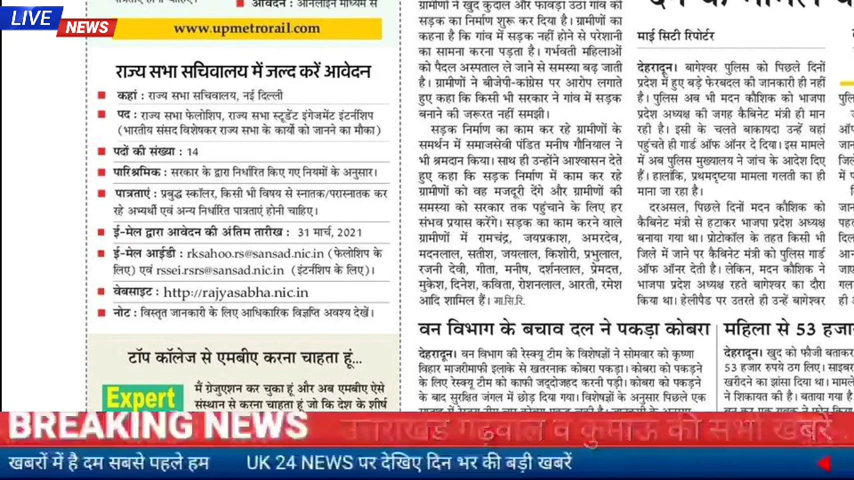 LIVE
NEWS
आवेदन : ऑनलाइन माध्यम से
www.upmetrorail.com
राज्य सभा सचिवालय में जल्द करें आवेदन
कहां : राज्य सभा सचिवालय, नई दिल्ली
पद : राज्य सभा फेलोशिप, राज्य सभा स्टूडेंट इंगेजमेंट इंटर्नशिप
(भारतीय संसद विशेषकर राज्य सभा के कार्यों को जानने का मौका)
पदों की संख्या : 14
पारिश्रमिक : सरकार के द्वारा निर्धारित किए गए नियमों के अनुसार।
पात्रताएं : प्रबुद्ध स्कॉलर, किसी भी विषय से स्नातक/परास्नातक कर
रहे अभ्यर्थी एवं अन्य निर्धारित पात्रताएं होनी चाहिए।
ई-मेल द्वारा आवेदन की अंतिम तारीख : 31 मार्च, 2021
ई-मेल आईडी : rksahoo.rs@sansad.nic.in (फेलोशिप के
लिए) एवं rssei.rsrs@sansad.nic.in (इंटर्नशिप के लिए)।
वेबसाइट : http://rajyasabha.nic.in
नोट : विस्तृत जानकारी के लिए आधिकारिक विज्ञप्ति अवश्य देखें।
टॉप कॉलेज से एमबीए करना चाहता हूं...
Expert
मैं ग्रेजुएशन कर चुका हूं और अब एमबीए ऐसे
संस्थान से करना चाहता हूं जो कि देश के शीर्ष
ग्रामीणों ने खुद कुदाल और फावड़ा उठा गांव की
सड़क का निर्माण शुरू कर दिया है। ग्रामीणों का
कहना है कि गांव में सड़क नहीं होने से परेशानी
का सामना करना पड़ता है। गर्भवती महिलाओं
को पैदल अस्पताल ले जाने से समस्या बढ़ जाती
है। ग्रामीणों ने बीजेपी-कांग्रेस पर आरोप लगाते
हुए कहा कि किसी भी सरकार ने गांव में सड़क
बनाने की जरूरत नहीं समझी।
सड़क निर्माण का काम कर रहे ग्रामीणों के
समर्थन में समाजसेवी पंडित मनीष गौनियाल ने
भी श्रमदान किया। साथ ही उन्होंने आश्वासन देते
हुए कहा कि सड़क निर्माण में काम कर रहे
ग्रामीणों को वह मजदूरी देंगे और ग्रामीणों की
समस्या को सरकार तक पहुंचाने के लिए हर
संभव प्रयास करेंगे। सड़क का काम करने वाले
ग्रामीणों में रामचंद्र, जयप्रकाश, अमरदेव,
मदनलाल, सतीश, जयलाल, किशोरी, प्रभुलाल,
रजनी देवी, गीता, मनीष, दर्शनलाल, प्रेमदत्त,
मुकेश, दिनेश, कविता, रोशनलाल, आरती, रमेश
आदि शामिल हैं। मा.सि.रि.
माई सिटी रिपोर्टर
देहरादून। बागेश्वर पुलिस को पिछले दिनों
प्रदेश में हुए बड़े फेरबदल की जानकारी ही नहीं
है। पुलिस अब भी मदन कौशिक को भाजपा
प्रदेश अध्यक्ष की जगह कैबिनेट मंत्री ही मान
रही है। इसी के चलते बाकायदा उन्हें वहां
पहुंचते ही गार्ड ऑफ ऑनर दे दिया। इस मामले
में अब पुलिस मुख्यालय ने जांच के आदेश दिए
हैं। हालांकि, प्रथमदृष्टया मामला गलती का ही
माना जा रहा है।
दरअसल, पिछले दिनों मदन कौशिक को
कैबिनेट मंत्री से हटाकर भाजपा प्रदेश अध्यक्ष
बनाया गया था। प्रोटोकॉल के तहत किसी भी
जिले में जाने पर कैबिनेट मंत्री को पुलिस गार्ड
ऑफ ऑनर देती है। लेकिन, मदन कौशिक ने
भाजपा प्रदेश अध्यक्ष रहते बागेश्वर का दौरा
किया था। हेलीपैड पर उतरते ही उन्हें बागेश्वर
वन विभाग के बचाव दल ने पकड़ा कोबरा
देहरादून। वन विभाग की रेस्क्यू टीम के विशेषज्ञों ने सोमवार को कृष्णा
विहार माजरीमाफी इलाके से खतरनाक कोबरा पकड़ा। कोबरा को पकड़ने
के लिए रेस्क्यू टीम को काफी जद्दोजहद करनी पड़ी। कोबरा को पकड़ने
के बाद सुरक्षित जंगल में छोड़ दिया गया। विशेषज्ञों के अनुसार पिछले एक
महिला से 53 हजार
देहरादून। खुद को फौजी बताकर
53 हजार रुपये ठग लिए। साइबर
खरीदने का झांसा दिया था। मामले
ने शिकायत की है। बताया गया है
BREAKING NEWS
उत्तराखंड गढ़वाल व कुमाऊ की सभी खबरें
खबरों में है दम सबसे पहले हम UK 24 NEWS पर देखिए दिन भर की बड़ी खबरें